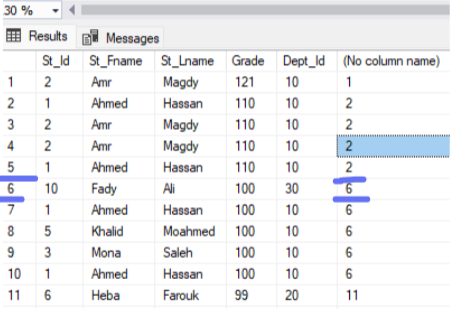 30 %
Results Messages
St_Id St_Fname St_Lname Grade Dept_Id (No column name)
1 2 Amr Magdy 121 10 1
2 1 Ahmed Hassan 110 10 2
3 2 Amr Magdy 110 10 2
4 2 Amr Magdy 110 10 2
5 1 Ahmed Hassan 110 10 2
6 10 Fady Ali 100 30 6
7 1 Ahmed Hassan 100 10 6
8 5 Khalid Moahmed 100 10 6
9 3 Mona Saleh 100 10 6
10 1 Ahmed Hassan 100 10 6
11 6 Heba Farouk 99 20 11